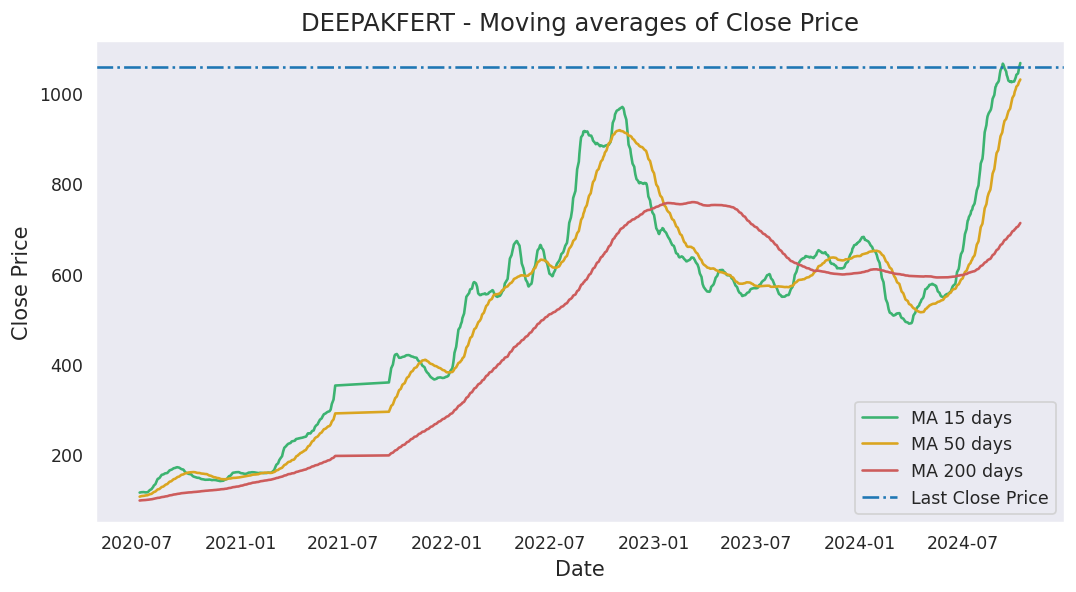 DEEPAKFERT - Moving averages of Close Price
Close Price
1000
800
600
400
200
2020-07
2021-01
2021-07
2022-01
2022-07
2023-01
2023-07
2024-01
2024-07
Date
MA 15 days
MA 50 days
MA 200 days
Last Close Price